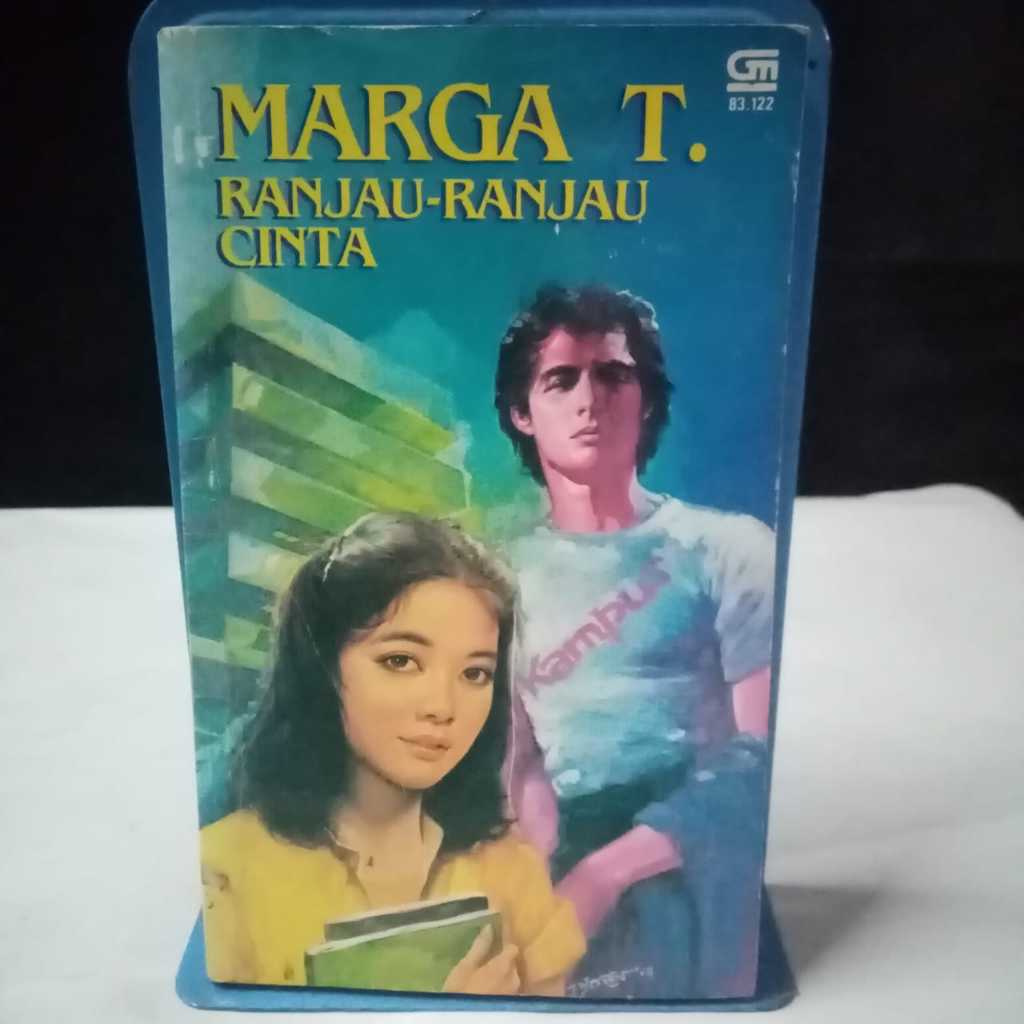 MARGA T.
RANJAU-RANJAU
CINTA
GM
83.122
Kampus